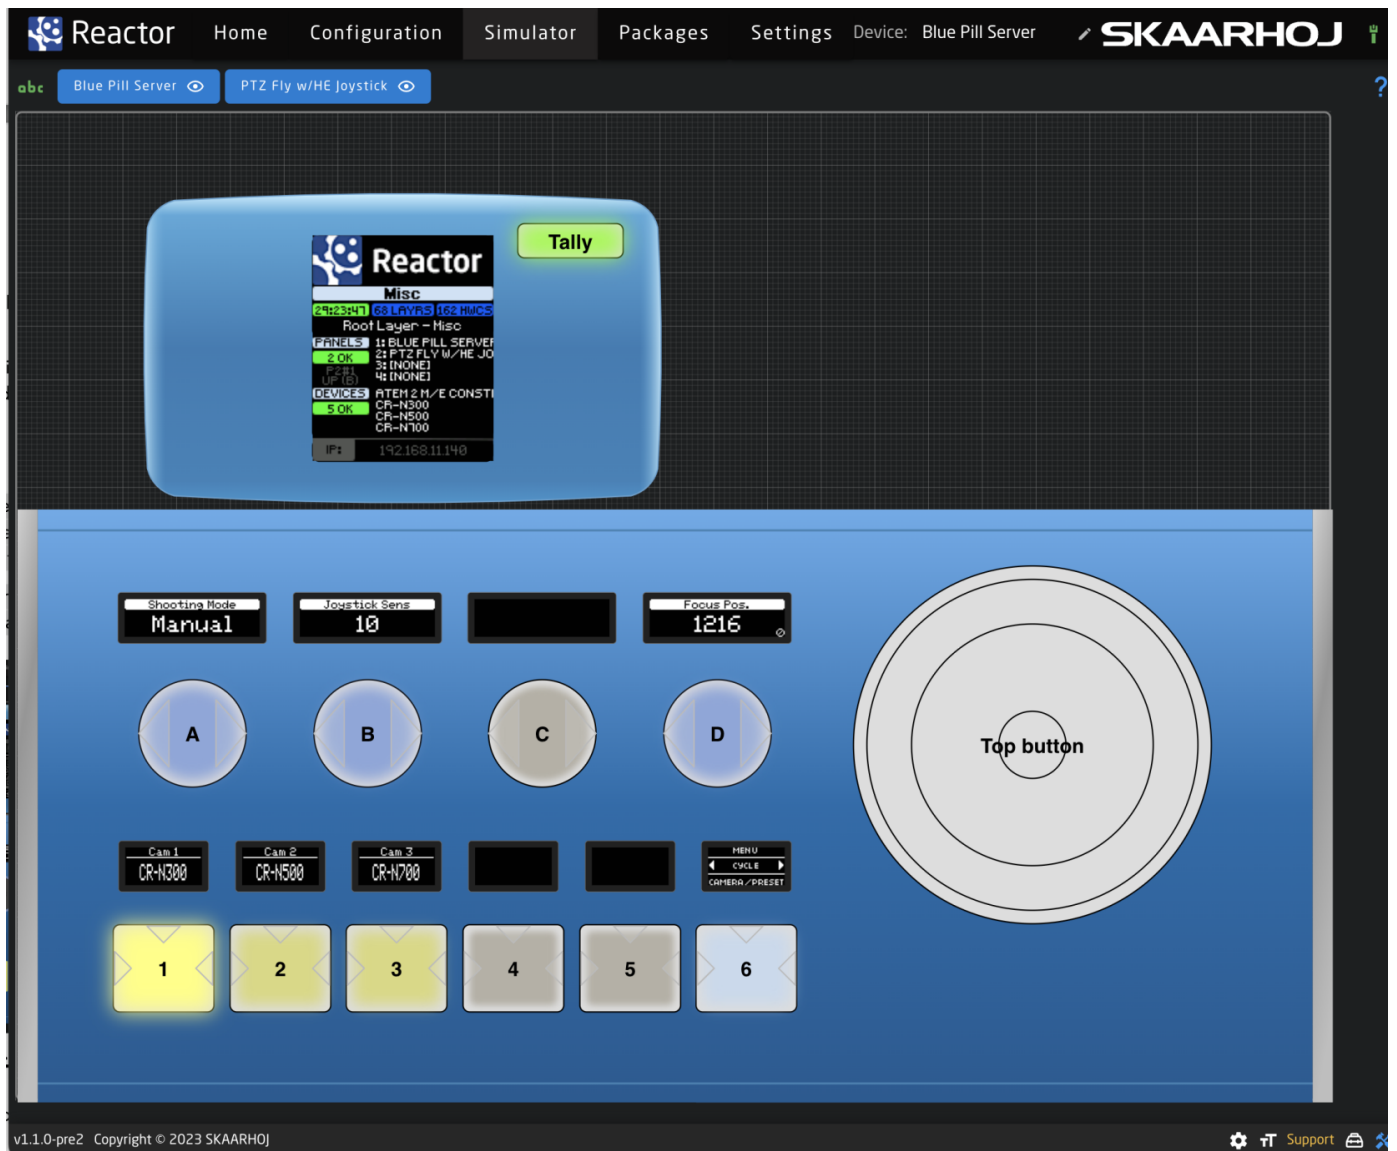 Reactor Home Configuration Simulator Packages Settings Device: Blue Pill Server SKAARHOJ
abc Blue Pill Server PTZ Fly w/HE Joystick ?
Tally
Reactor
Misc
29:23:47 68 LAYRS 162 HWCS
Root Layer - Misc
PANELS 1: BLUE PILL SERVER
2 OK 2: PTZ FLY W/HE JO
P2#1 3: [NONE]
UP (B) 4: [NONE]
DEVICES ATEM 2 M/E CONSTI
5 OK CR-N300
CR-N500
CR-N700
IP: 192.168.11.140
Shooting Mode Joystick Sens Focus Pos.
Manual 10 1216
A B C D
Top button
Cam 1 Cam 2 Cam 3 MENU
CR-N300 CR-N500 CR-N700 CYCLE
CAMERA/PRESET
1 2 3 4 5 6
v1.1.0-pre2 Copyright © 2023 SKAARHOJ TT Support